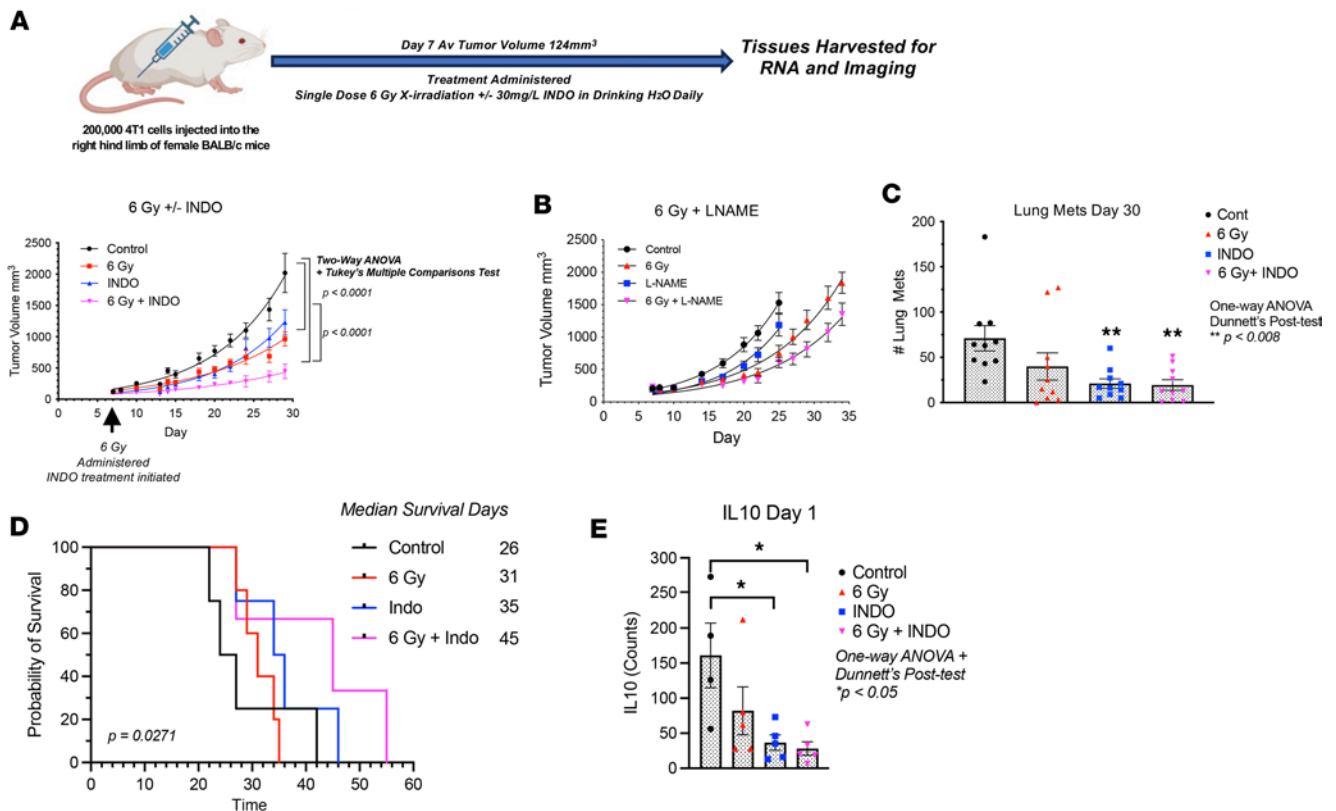 A
Day 7 Av Tumor Volume 124mm³
Treatment Administered
Single Dose 6 Gy X-irradiation +/- 30mg/L INDO in Drinking H₂O Daily
Tissues Harvested for
RNA and Imaging
200,000 4T1 cells injected into the
right hind limb of female BALB/c mice
6 Gy +/- INDO
Tumor Volume mm³
2500
2000
1500
1000
500
0
0
5
10
15
20
25
30
Day
Control
6 Gy
INDO
6 Gy + INDO
Two-Way ANOVA
+ Tukey's Multiple Comparisons Test
p < 0.0001
p < 0.0001
6 Gy
Administered
INDO treatment initiated
B
6 Gy + LNAME
Tumor Volume mm³
2500
2000
1500
1000
500
0
0
5
10
15
20
25
30
35
Day
Control
6 Gy
L-NAME
6 Gy + L-NAME
C
Lung Mets Day 30
# Lung Mets
200
150
100
50
0
**
**
Cont
6 Gy
INDO
6 Gy+ INDO
One-way ANOVA
Dunnett's Post-test
** p < 0.008
D
Probability of Survival
100
80
60
40
20
0
0
10
20
30
40
50
60
Time
p = 0.0271
Median Survival Days
Control 26
6 Gy 31
Indo 35
6 Gy + Indo 45
E
IL10 Day 1
IL10 (Counts)
300
250
200
150
100
50
0
*
*
Control
6 Gy
INDO
6 Gy + INDO
One-way ANOVA +
Dunnett's Post-test
*p < 0.05